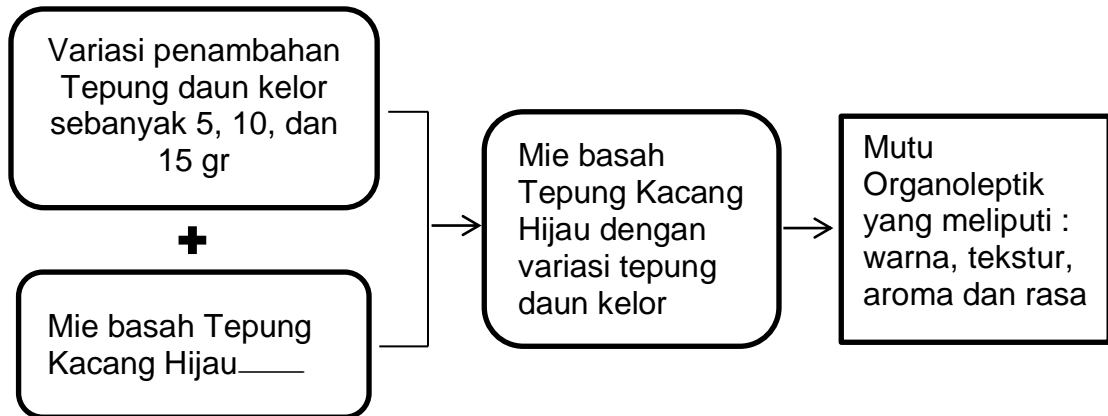 Variasi penambahan
Tepung daun kelor
sebanyak 5, 10, dan
15 gr
+
Mie basah Tepung
Kacang Hijau
Mie basah
Tepung Kacang
Hijau dengan
variasi tepung
daun kelor
Mutu
Organoleptik
yang meliputi :
warna, tekstur,
aroma dan rasa